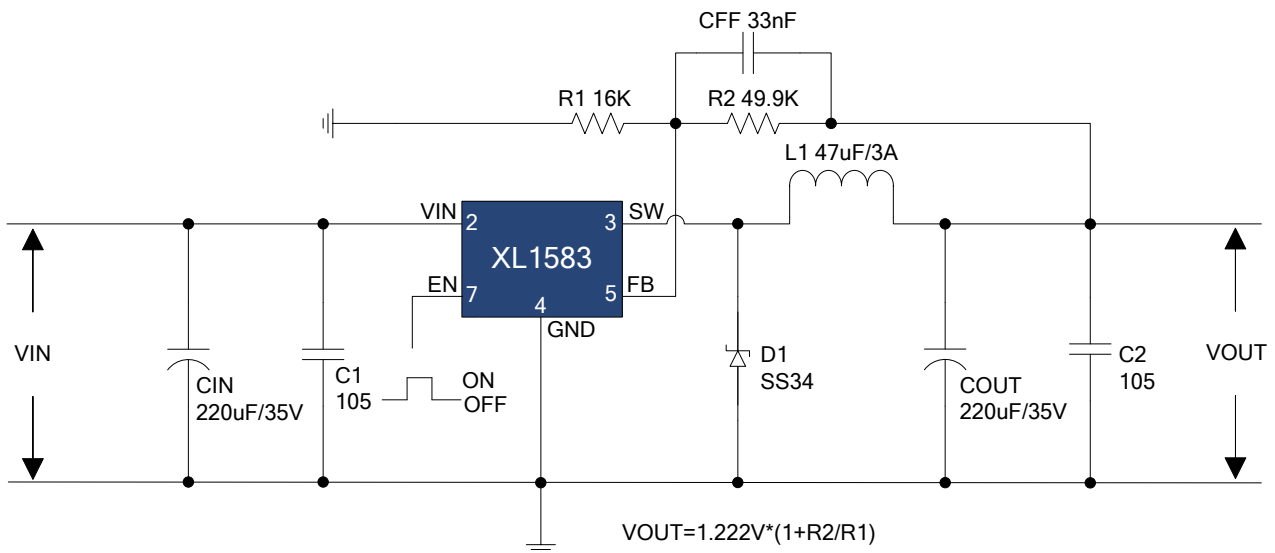 CFF 33nF
R1 16K
R2 49.9K
L1 47uF/3A
VIN
2
3
SW
XL1583
EN
7
5
FB
4
GND
VIN
CIN
220uF/35V
C1
105
ON
OFF
D1
SS34
COUT
220uF/35V
C2
105
VOUT
VOUT=1.222V*(1+R2/R1)